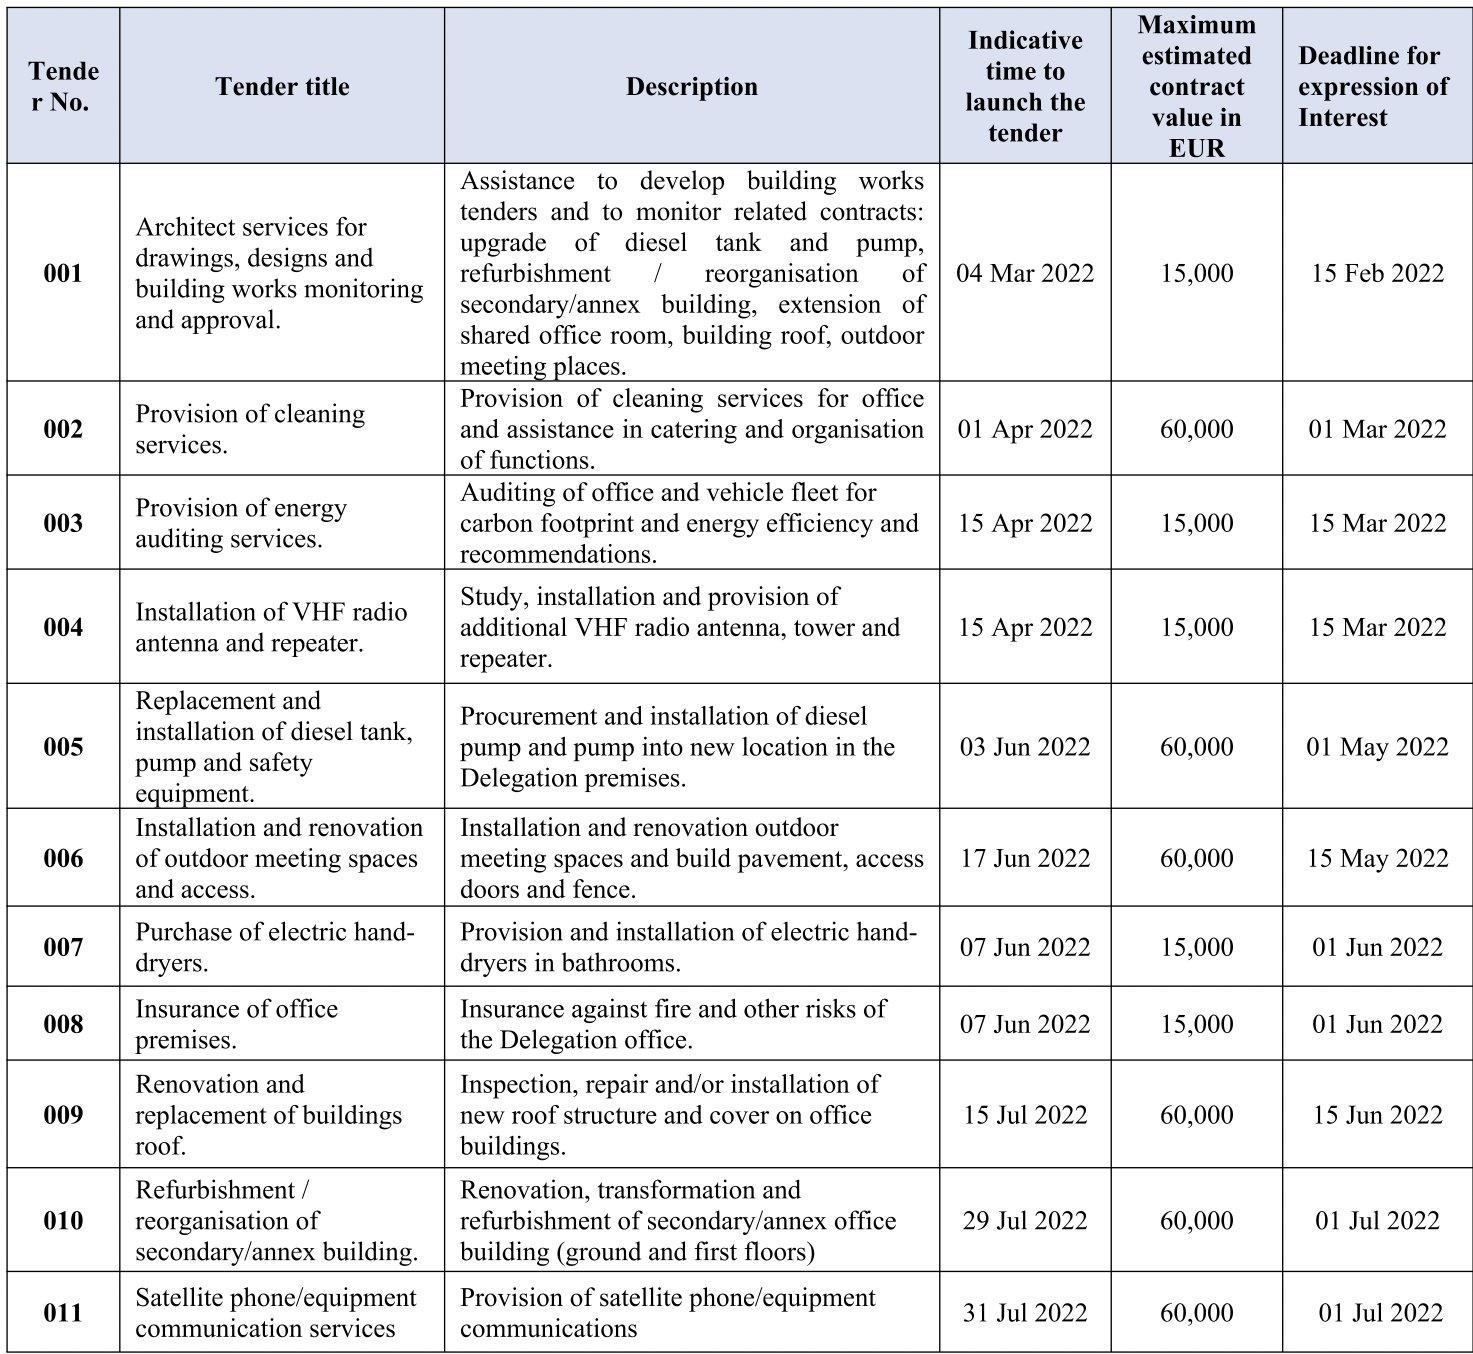 Tende
r No.
Tender title
Description
Indicative
time to
launch the
tender
Maximum
estimated
contract
value in
EUR
Deadline for
expression of
Interest
001
Architect services for
drawings, designs and
building works monitoring
and approval.
Assistance to develop building works
tenders and to monitor related contracts:
upgrade of diesel tank and pump,
refurbishment / reorganisation of
secondary/annex building, extension of
shared office room, building roof, outdoor
meeting places.
04 Mar 2022
15,000
15 Feb 2022
002
Provision of cleaning
services.
Provision of cleaning services for office
and assistance in catering and organisation
of functions.
01 Apr 2022
60,000
01 Mar 2022
003
Provision of energy
auditing services.
Auditing of office and vehicle fleet for
carbon footprint and energy efficiency and
recommendations.
15 Apr 2022
15,000
15 Mar 2022
004
Installation of VHF radio
antenna and repeater.
Study, installation and provision of
additional VHF radio antenna, tower and
repeater.
15 Apr 2022
15,000
15 Mar 2022
005
Replacement and
installation of diesel tank,
pump and safety
equipment.
Procurement and installation of diesel
pump and pump into new location in the
Delegation premises.
03 Jun 2022
60,000
01 May 2022
006
Installation and renovation
of outdoor meeting spaces
and access.
Installation and renovation outdoor
meeting spaces and build pavement, access
doors and fence.
17 Jun 2022
60,000
15 May 2022
007
Purchase of electric hand-
dryers.
Provision and installation of electric hand-
dryers in bathrooms.
07 Jun 2022
15,000
01 Jun 2022
008
Insurance of office
premises.
Insurance against fire and other risks of
the Delegation office.
07 Jun 2022
15,000
01 Jun 2022
009
Renovation and
replacement of buildings
roof.
Inspection, repair and/or installation of
new roof structure and cover on office
buildings.
15 Jul 2022
60,000
15 Jun 2022
010
Refurbishment /
reorganisation of
secondary/annex building.
Renovation, transformation and
refurbishment of secondary/annex office
building (ground and first floors)
29 Jul 2022
60,000
01 Jul 2022
011
Satellite phone/equipment
communication services
Provision of satellite phone/equipment
communications
31 Jul 2022
60,000
01 Jul 2022